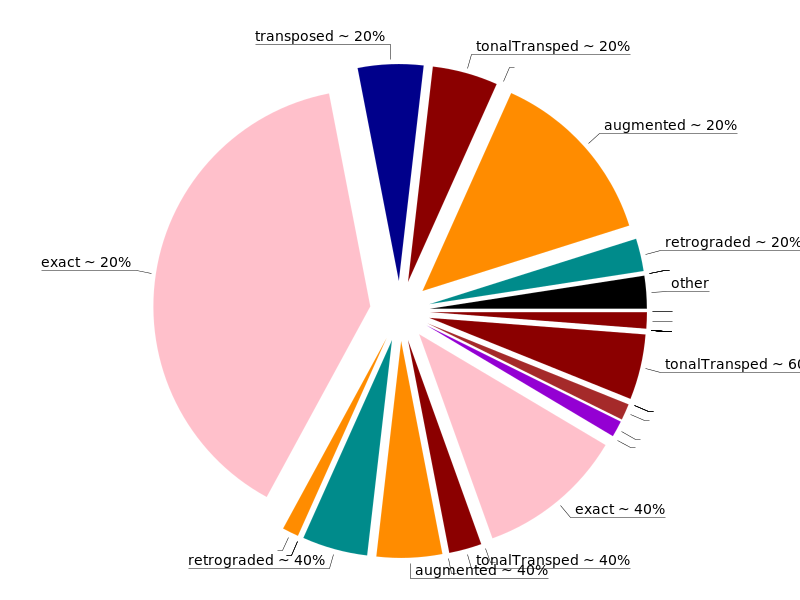 transposed ~ 20%
tonalTransped ~ 20%
augmented ~ 20%
retrograded ~ 20%
exact ~ 20%
other
tonalTransped ~ 60
exact ~ 40%
retrograded ~ 40%
tonalTransped ~ 40%
augmented ~ 40%